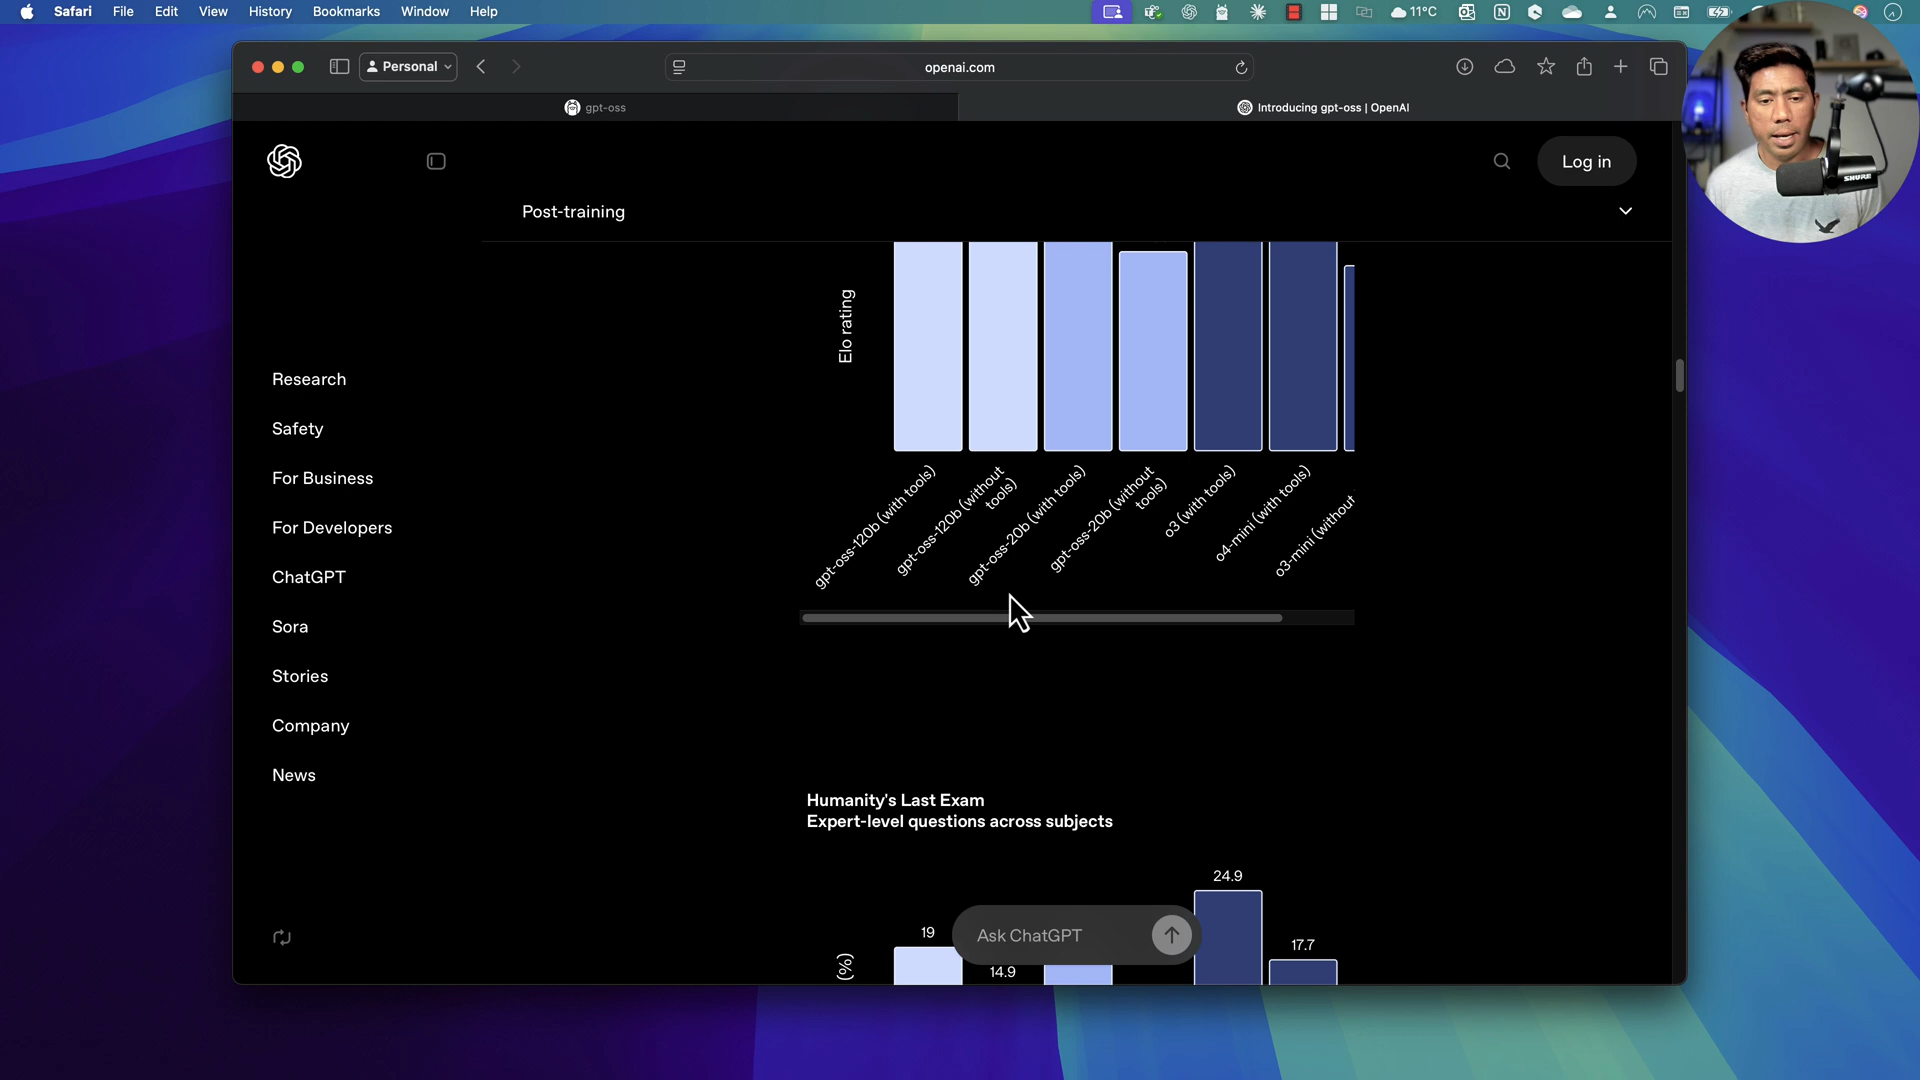 Safari File Edit View History Bookmarks Window Help
11°C
Personal
openai.com
gpt-oss
Introducing gpt-oss | OpenAI
Log in
Post-training
SHURE
Elo rating
Research
Safety
For Business
For Developers
ChatGPT
Sora
Stories
Company
News
gpt-oss-120b (with tools)
gpt-oss-120b (without
tools)
gpt-oss-20b (with tools)
gpt-oss-20b (without
tools)
o3 (with tools)
o4-mini (with tools)
o3-mini (without
Humanity's Last Exam
Expert-level questions across subjects
24.9
19
Ask ChatGPT
17.7
(%)
14.9